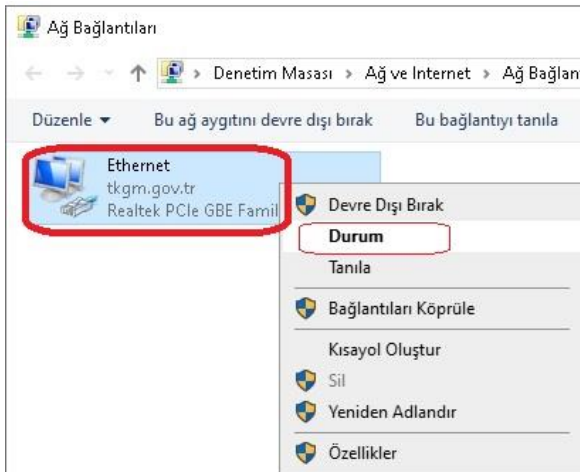 Ağ Bağlantıları
Denetim Masası > Ağ ve Internet > Ağ
Düzenle Bu ağ aygıtını devre dışı bırak Bu bağlantıyı tanıla
Ethernet
tkgm.gov.tr
Realtek PCIe GBE
Devre Dışı Bırak
Durum
Tanıla
Bağlantıları Köprüle
Kısayol Oluştur
Sil
Yeniden Adlandır
Özellikler